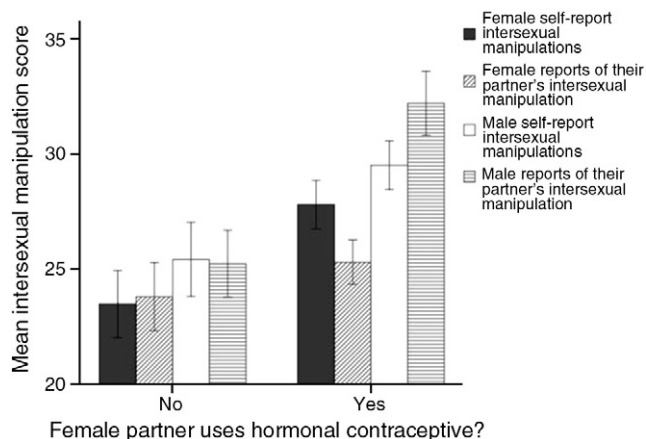 Mean intersexual manipulation score
35
30
25
20
No
Yes
Female partner uses hormonal contraceptive?
Female self-report
intersexual
manipulations
Female reports of their
partner's intersexual
manipulation
Male self-report
intersexual
manipulations
Male reports of their
partner's intersexual
manipulation